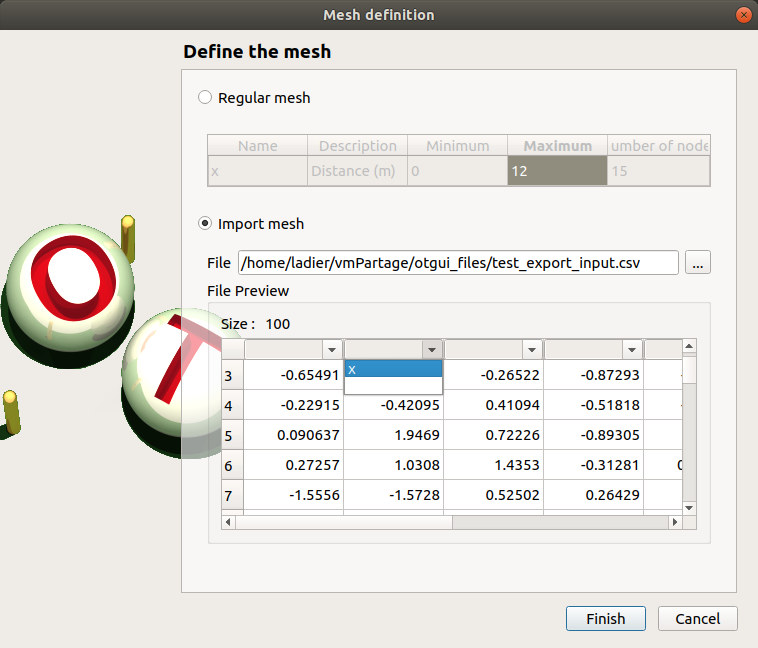 Mesh definition
Define the mesh
Regular mesh
Name Description Minimum Maximum umber of node
x Distance (m) 0 12 15
Import mesh
File /home/ladier/vmPartage/otgui_files/test_export_input.csv ...
File Preview
Size : 100
x
3 -0.65491 -0.26522 -0.87293
4 -0.22915 -0.42095 0.41094 -0.51818
5 0.090637 1.9469 0.72226 -0.89305
6 0.27257 1.0308 1.4353 -0.31281 0
7 -1.5556 -1.5728 0.52502 0.26429
Finish Cancel